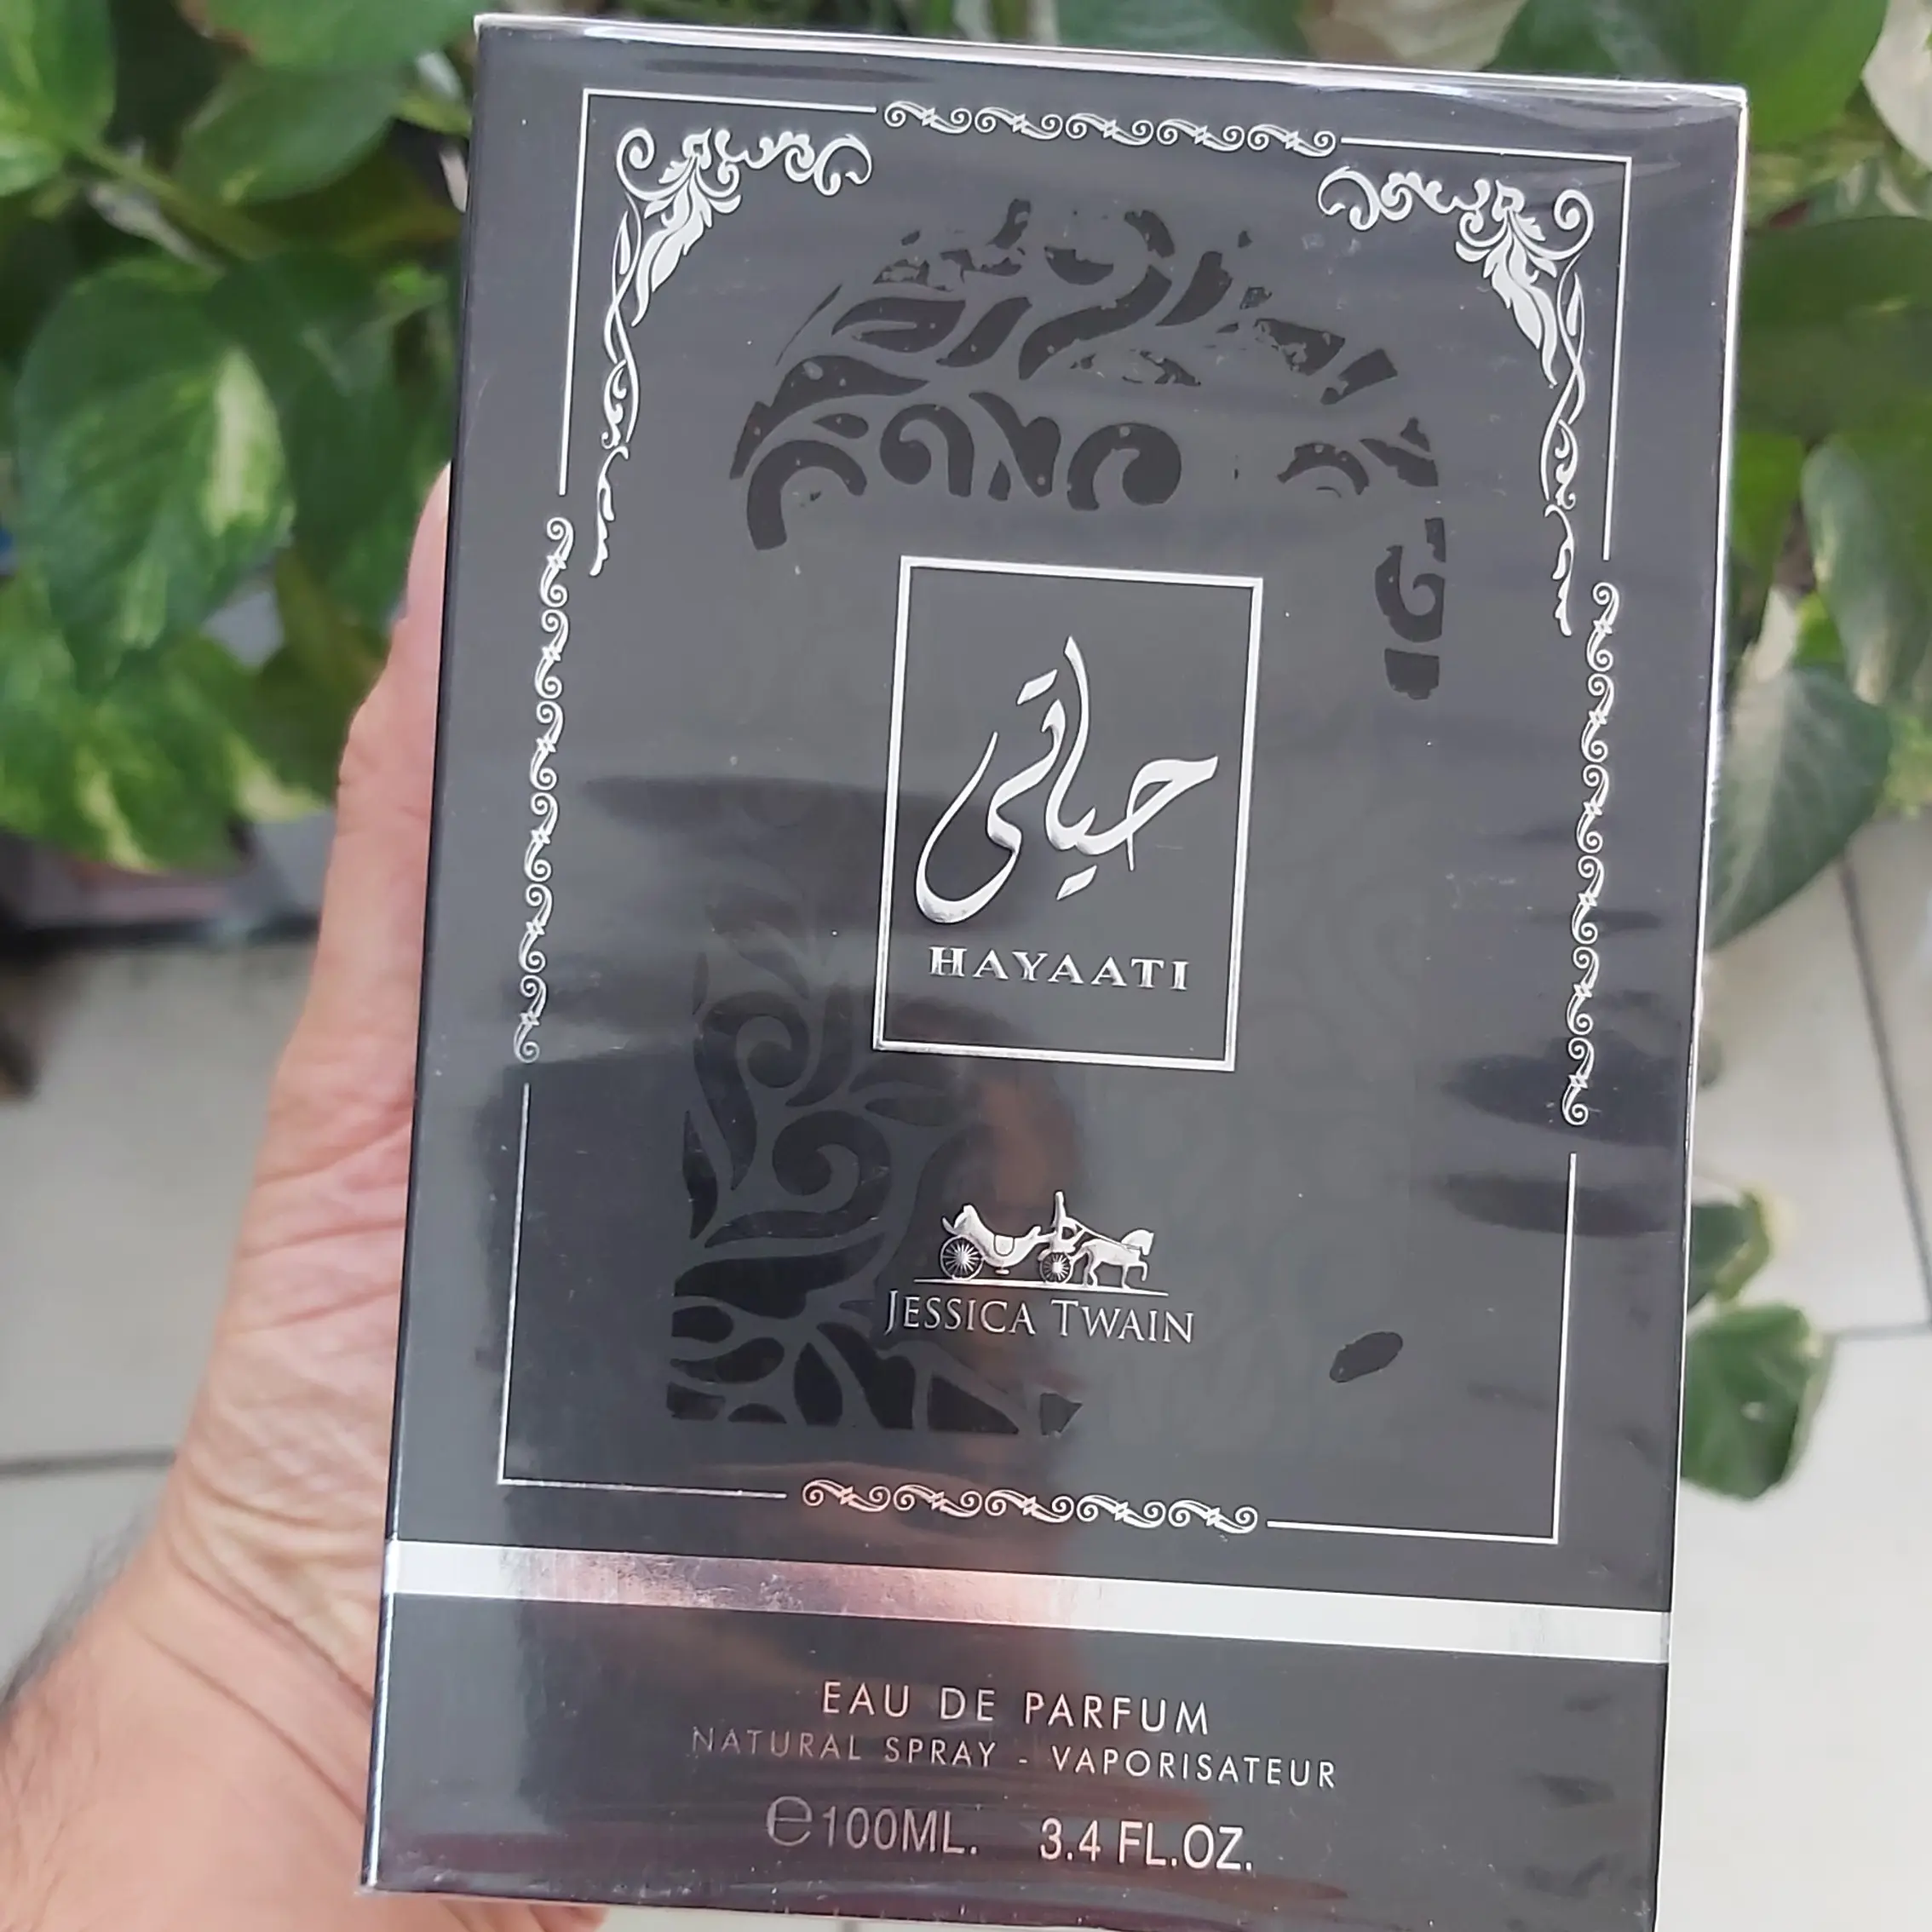 حياتي
HAYAATI
JESSICA TWAIN
EAU DE PARFUM
NATURAL SPRAY - VAPORISATEUR
℮100ML. 3.4 FL.OZ.